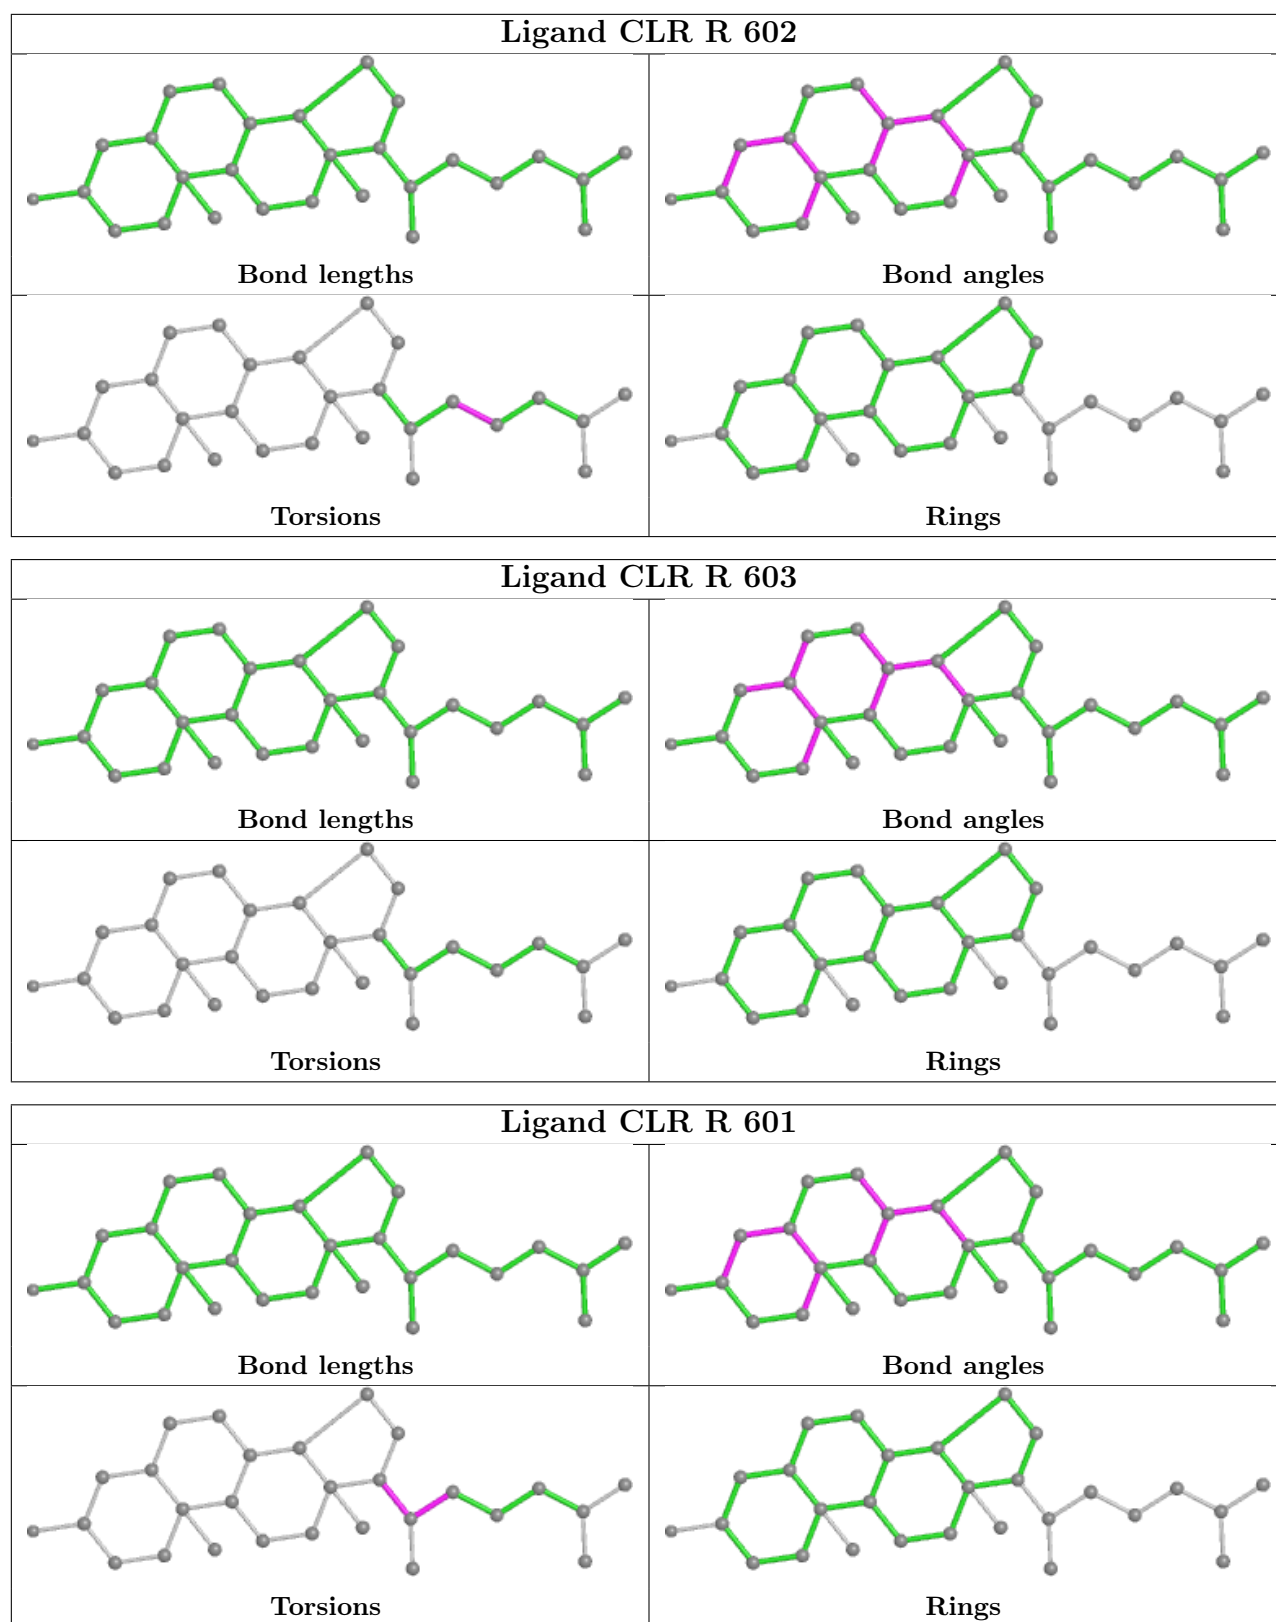 Ligand CLR R 602
Bond lengths
Bond angles
Torsions
Rings
Ligand CLR R 603
Bond lengths
Bond angles
Torsions
Rings
Ligand CLR R 601
Bond lengths
Bond angles
Torsions
Rings